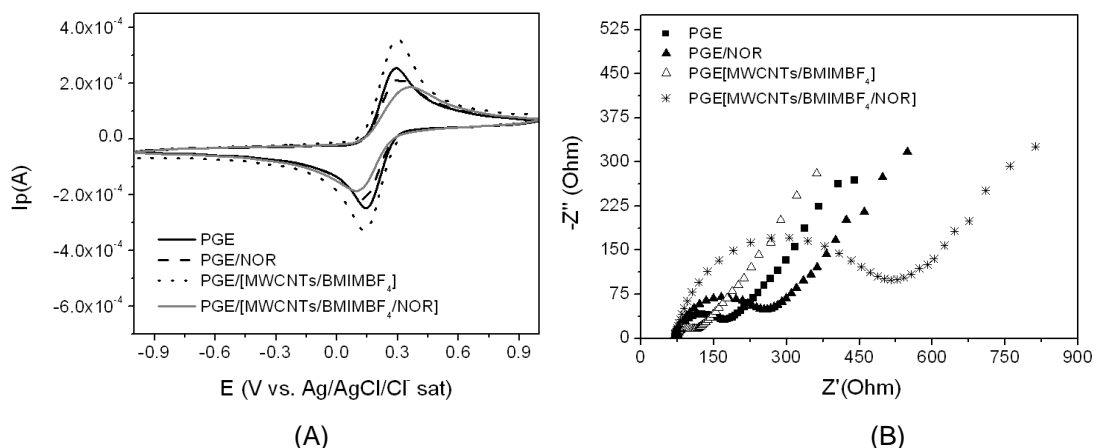 4.0x10⁻⁴
2.0x10⁻⁴
0.0
-2.0x10⁻⁴
-4.0x10⁻⁴
-6.0x10⁻⁴
Ip(A)
PGE
PGE/NOR
PGE/[MWCNTs/BMIMBF₄]
PGE/[MWCNTs/BMIMBF₄/NOR]
-0.9 -0.6 -0.3 0.0 0.3 0.6 0.9
E (V vs. Ag/AgCl/Cl⁻ sat)
(A)
525
450
375
300
225
150
75
0
-Z'' (Ohm)
PGE
PGE/NOR
PGE[MWCNTs/BMIMBF₄]
PGE[MWCNTs/BMIMBF₄/NOR]
0 150 300 450 600 750 900
Z'(Ohm)
(B)